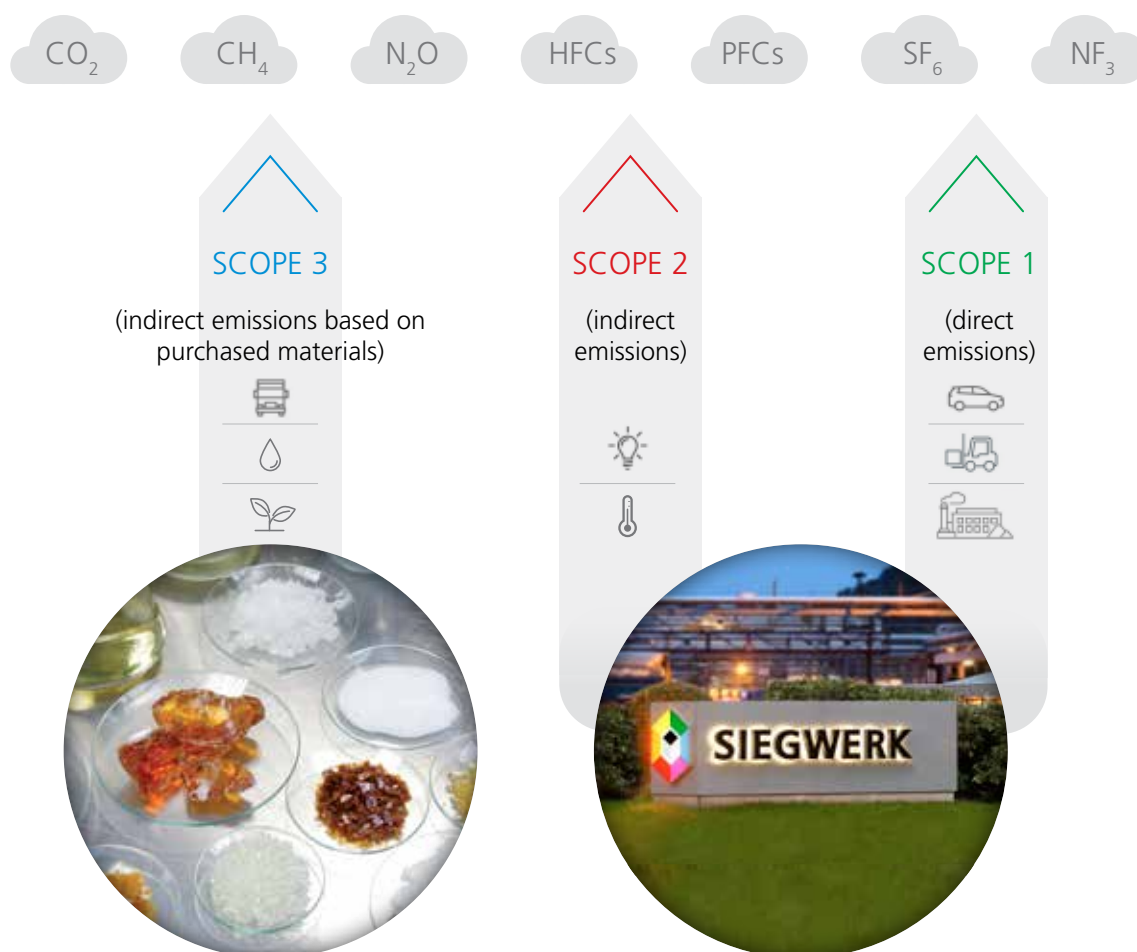 CO₂ CH₄ N₂O HFCs PFCs SF₆ NF₃
SCOPE 3
(indirect emissions based on
purchased materials)
SCOPE 2
(indirect
emissions)
SCOPE 1
(direct
emissions)
SIEGWERK